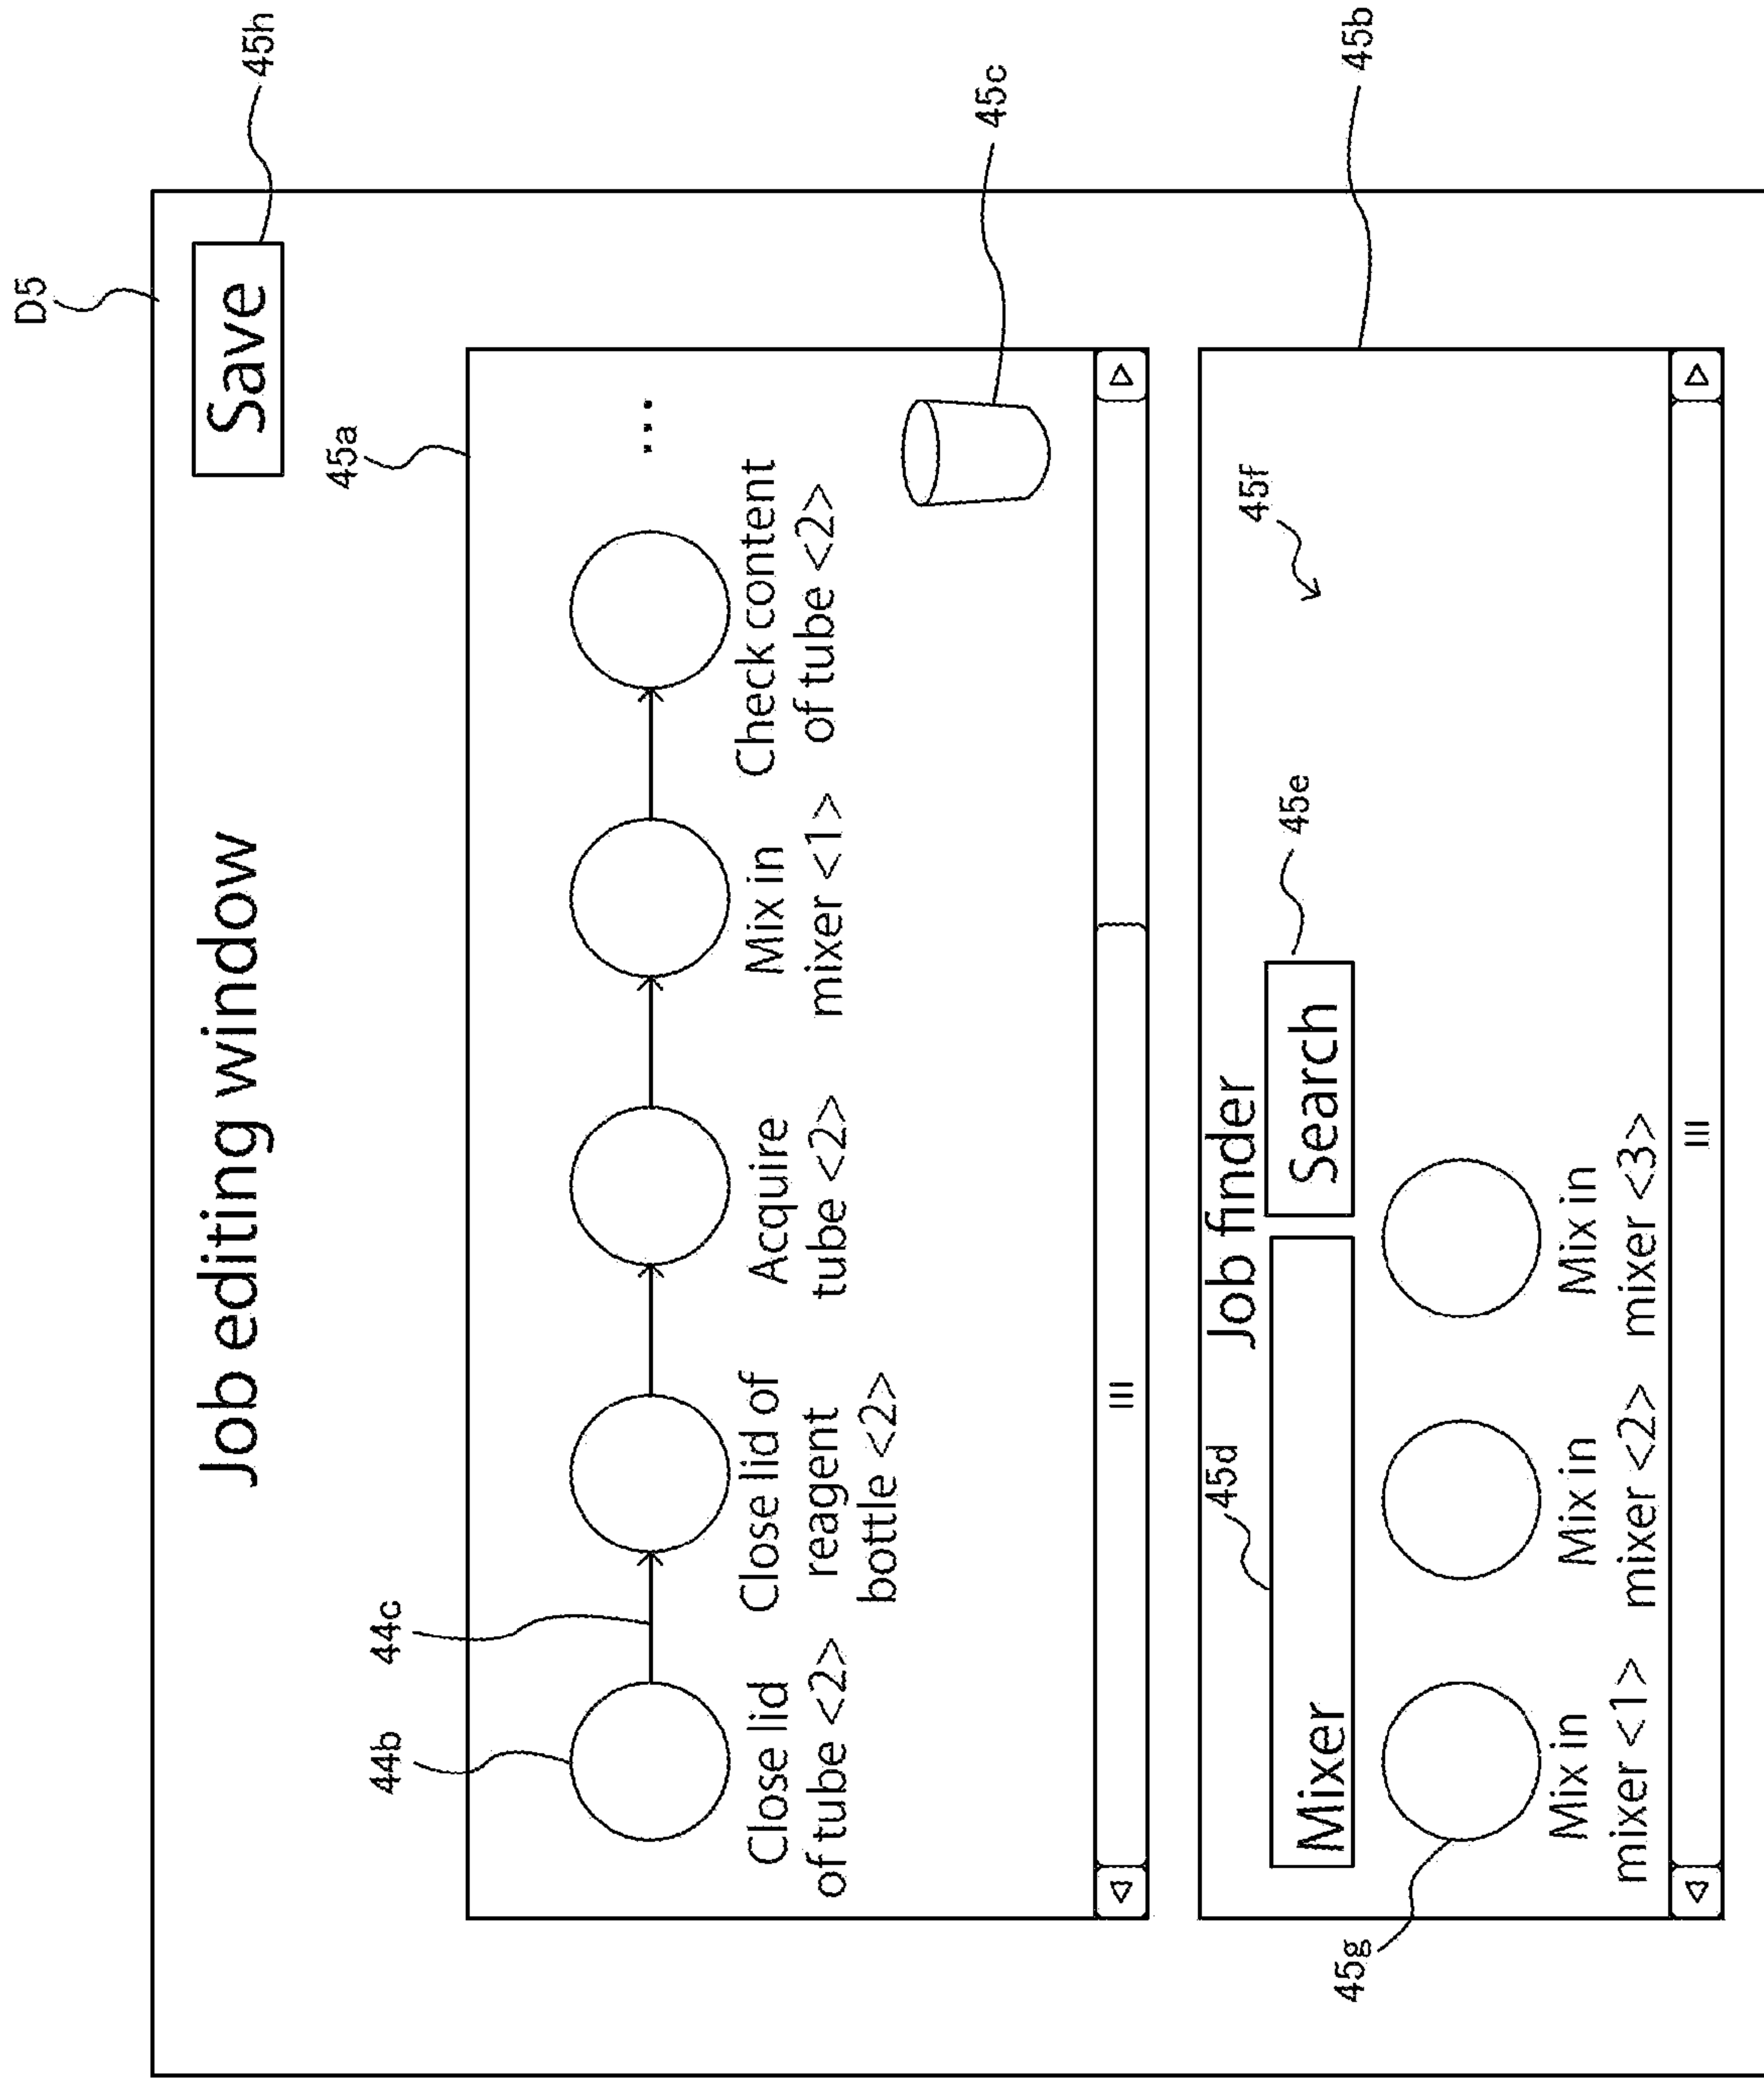 D5
Job editing window
Save
45h
45a
44b
44c
...
Close lid
of tube <2>
Close lid of
reagent
bottle <2>
Acquire
tube <2>
Mix in
mixer <1>
Check content
of tube <2>
45c
45d
Job finder
45e
45f
Mixer
Search
45b
45g
Mix in
mixer <1>
Mix in
mixer <2>
Mix in
mixer <3>